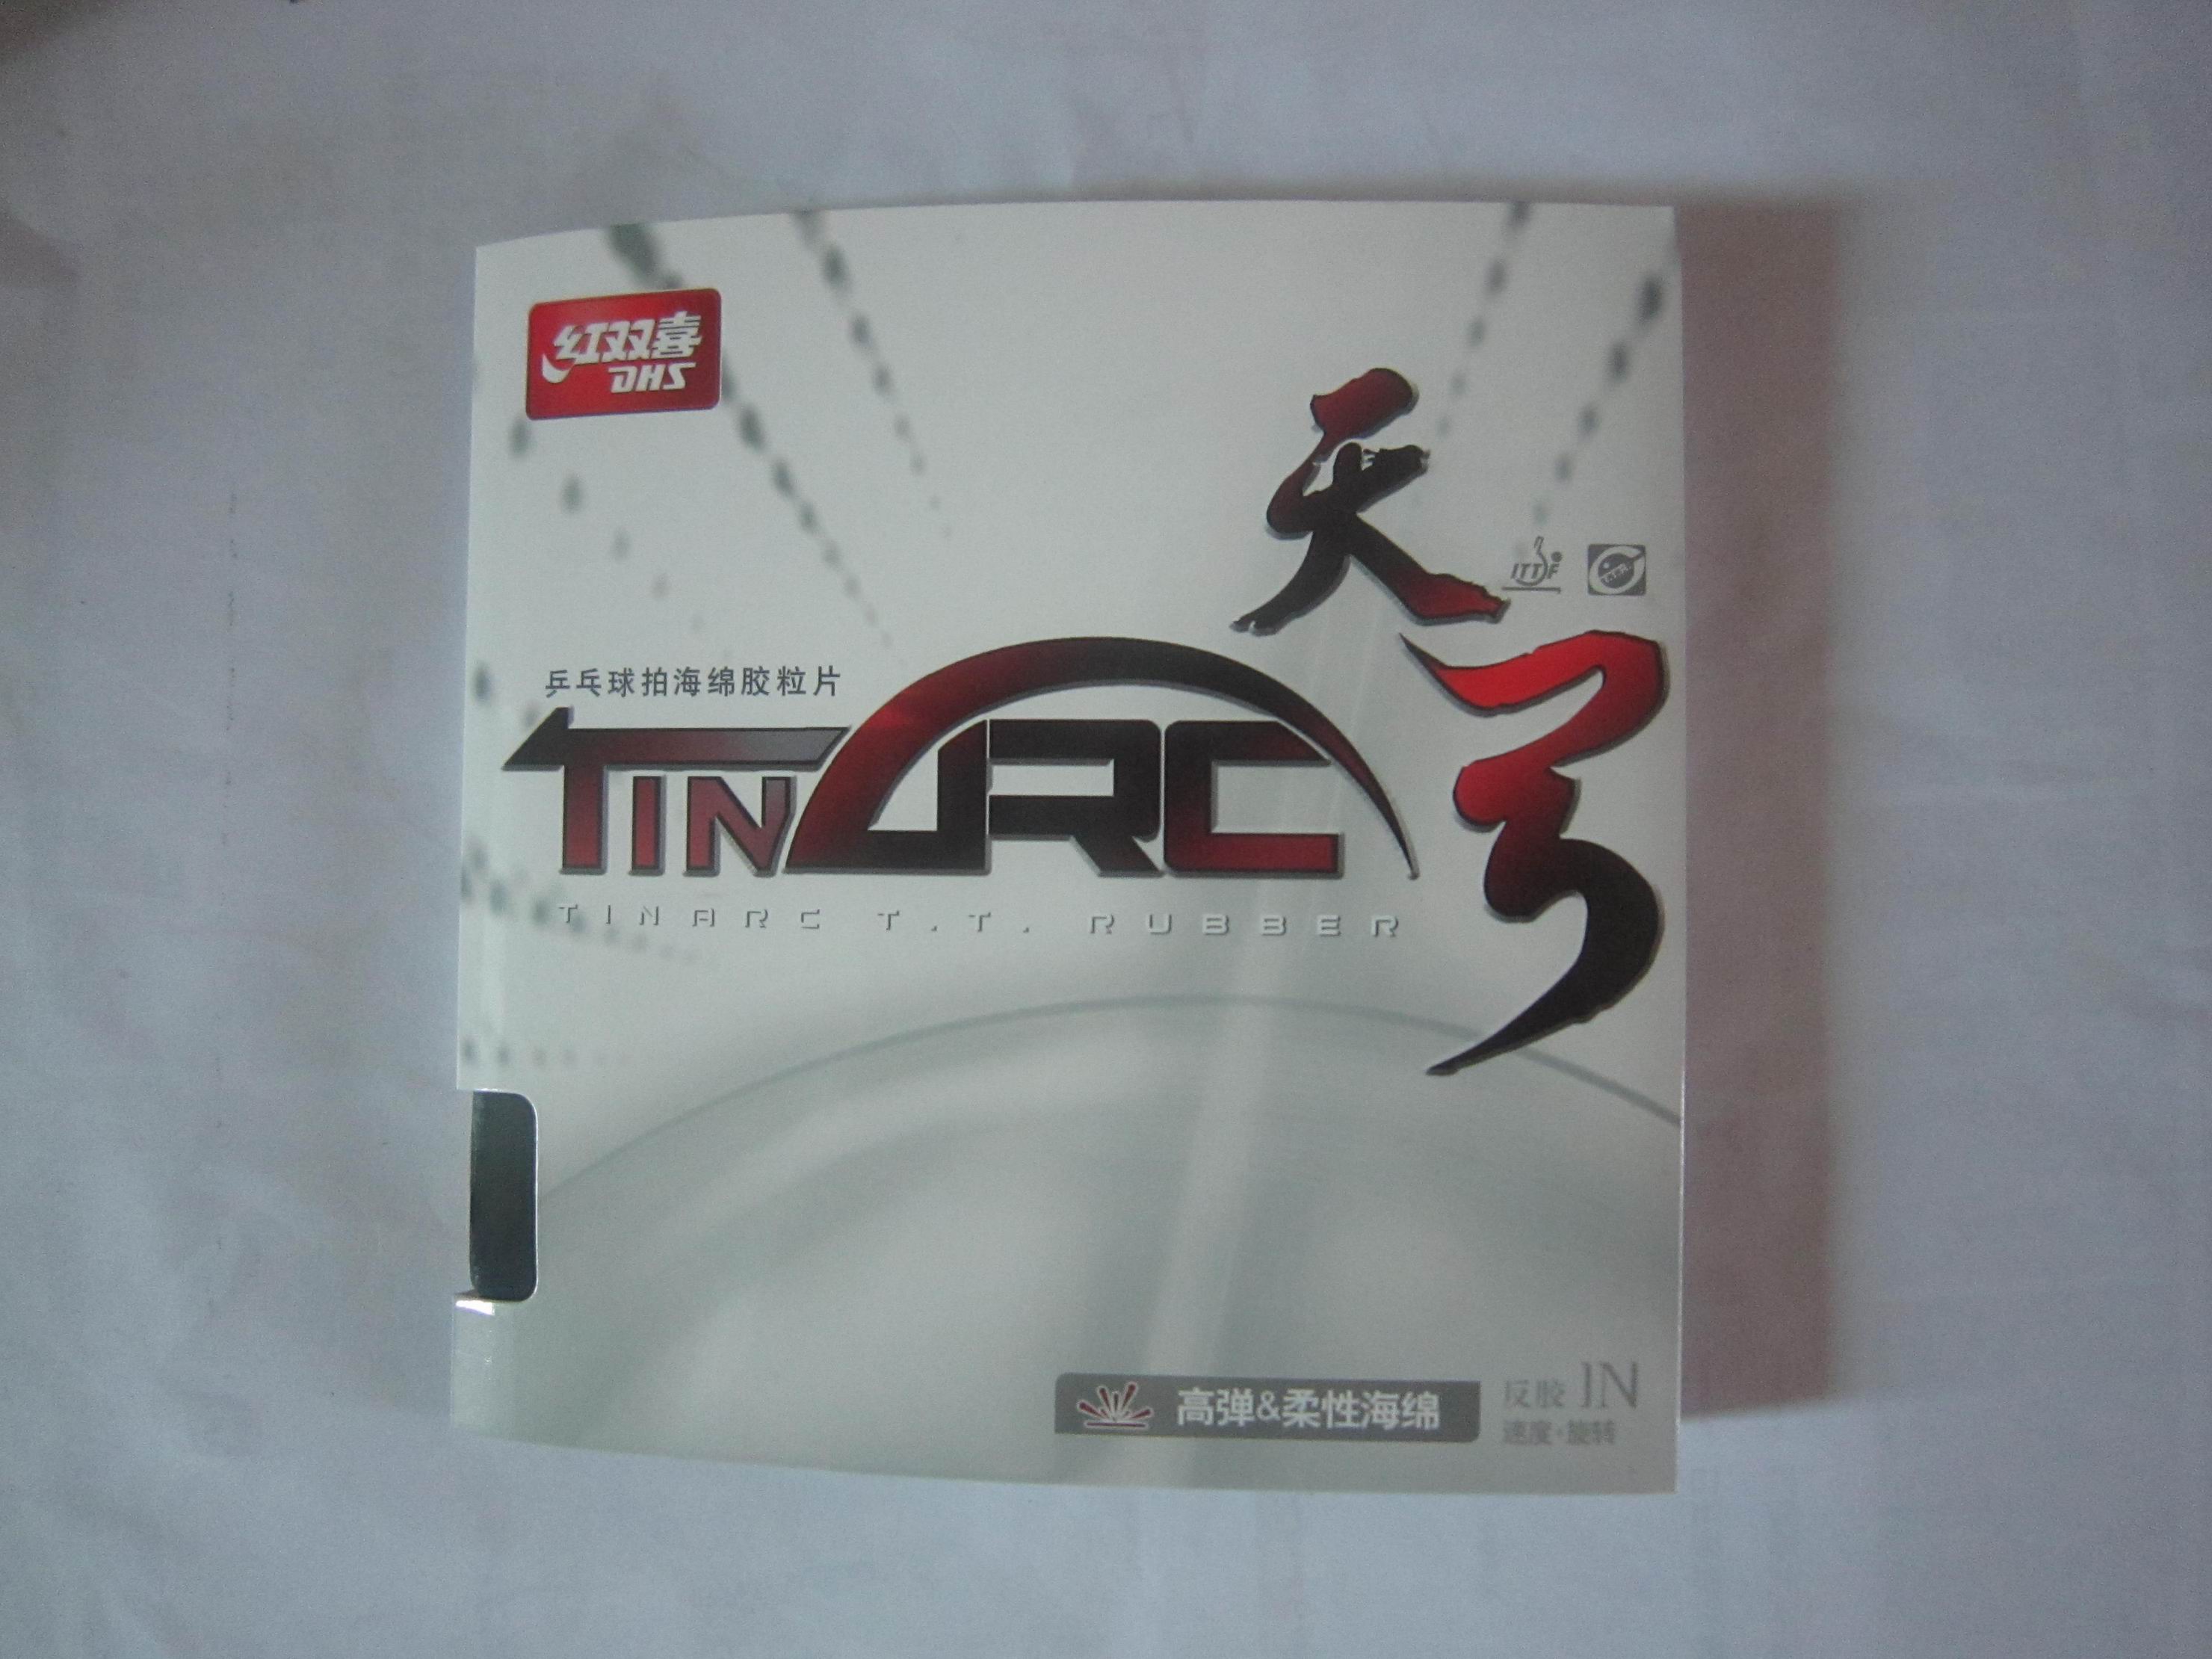 红双喜
DHS
天弓
ITTF
乒乓球拍海绵胶粒片
TINARC
TINARC T.T. RUBBER
高弹&柔性海绵
反胶 IN
速度·旋转